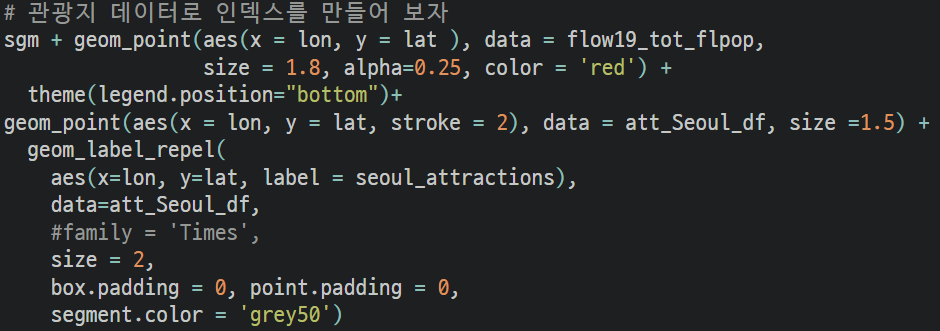 # 관광지 데이터로 인덱스를 만들어 보자
sgm + geom_point(aes(x = lon, y = lat ), data = flow19_tot_flpop,
                 size = 1.8, alpha=0.25, color = 'red') +
  theme(legend.position="bottom")+
geom_point(aes(x = lon, y = lat, stroke = 2), data = att_Seoul_df, size =1.5) +
  geom_label_repel(
    aes(x=lon, y=lat, label = seoul_attractions),
    data=att_Seoul_df,
    #family = 'Times',
    size = 2,
    box.padding = 0, point.padding = 0,
    segment.color = 'grey50')